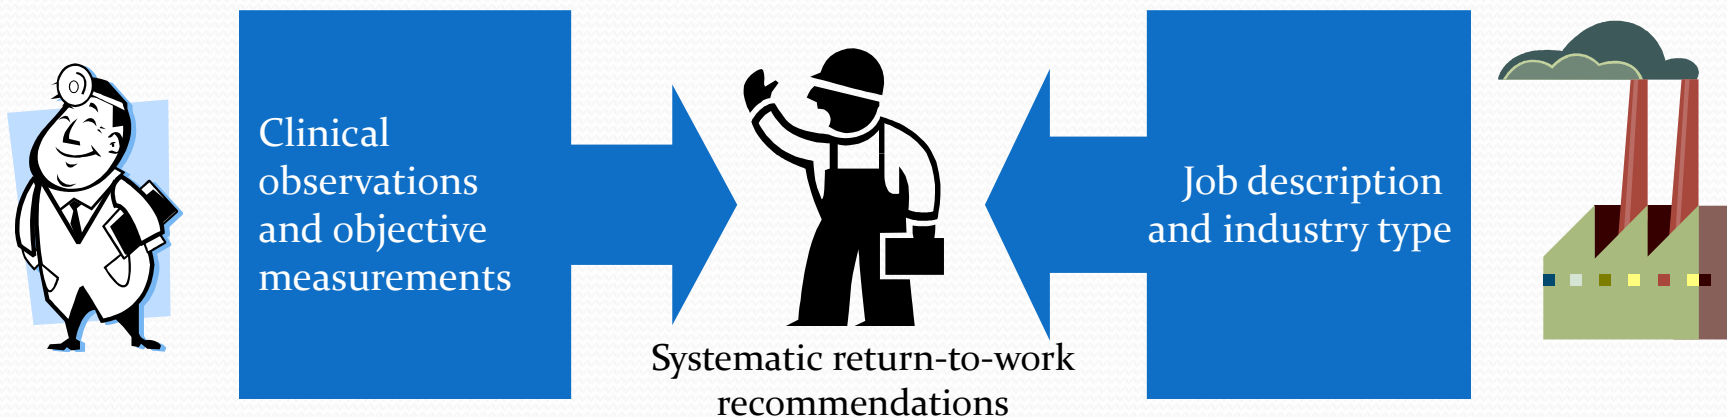 Clinical
observations
and objective
measurements
Job description
and industry type
Systematic return-to-work
recommendations